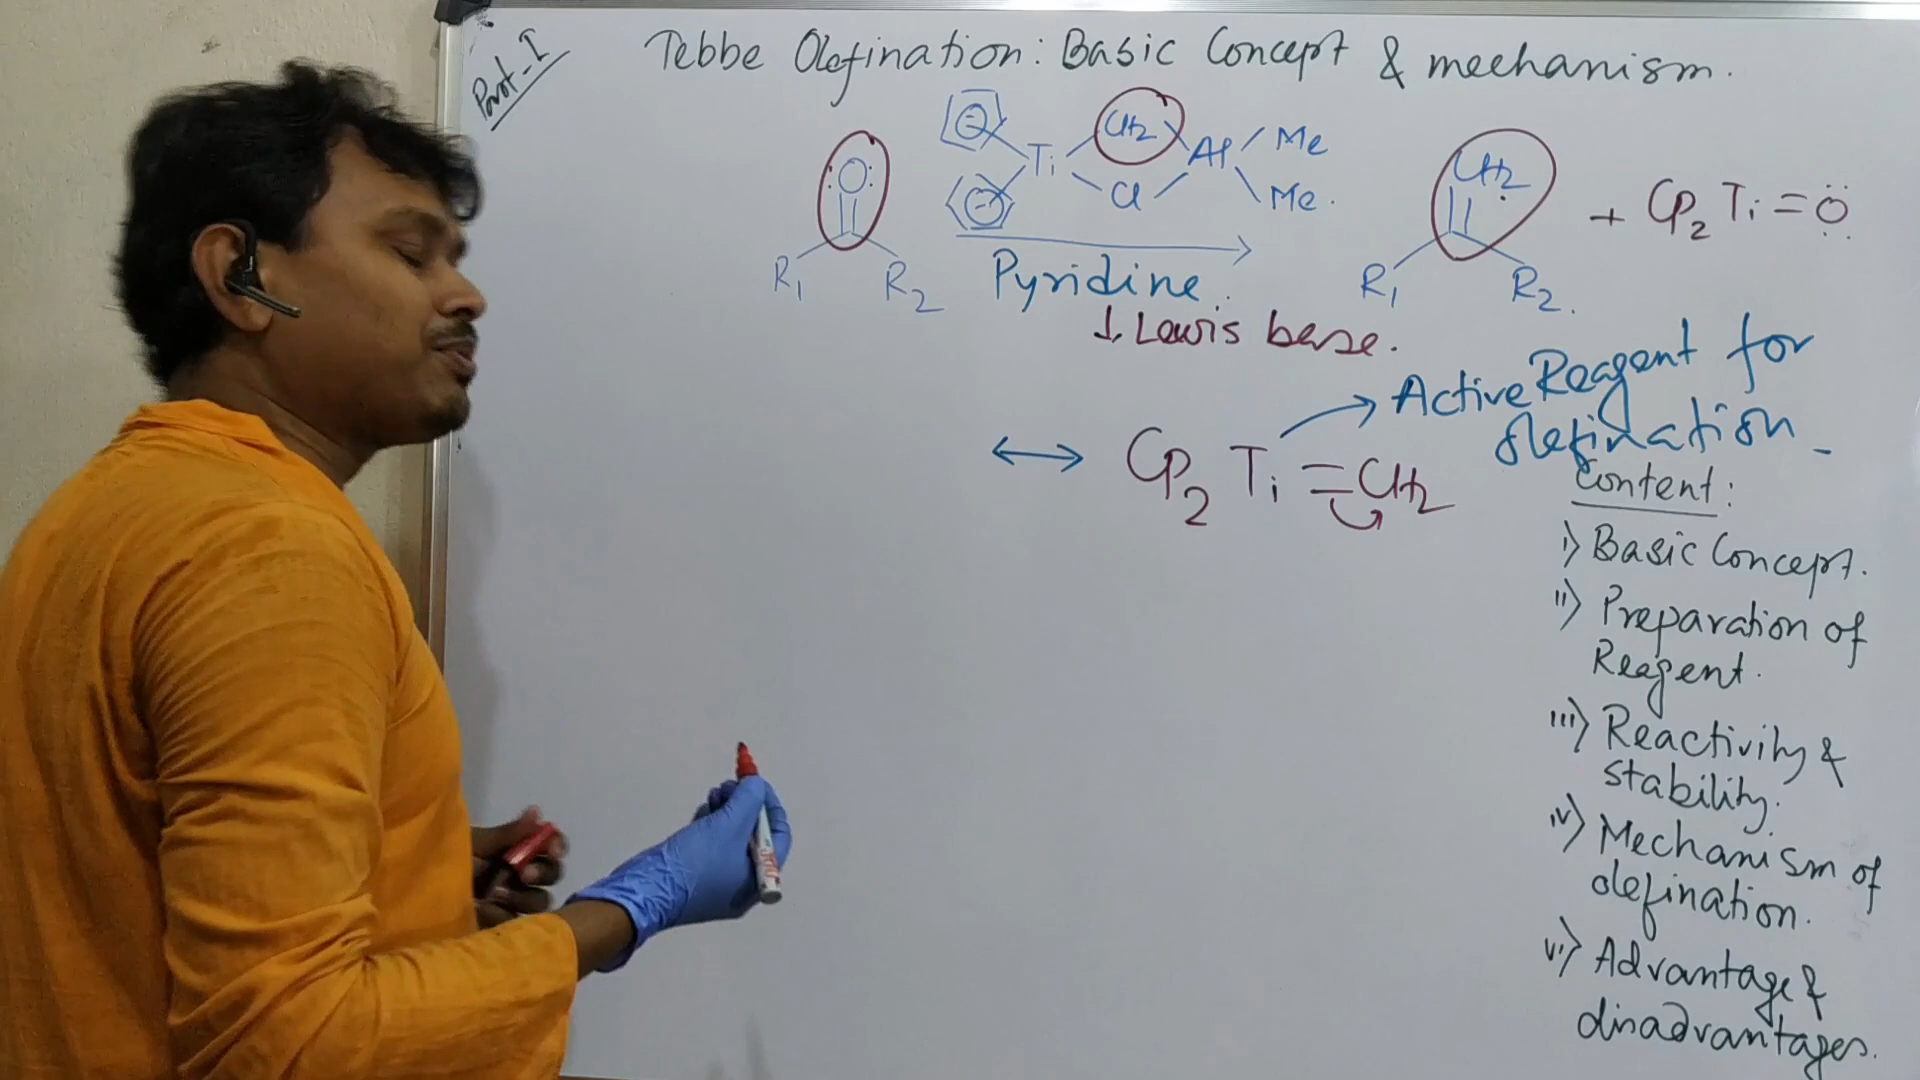 Part-I
Tebbe Olefination: Basic Concept & mechanism.
O
R1 R2
Ti CH2 Al Me
Cl Me.
Pyridine.
↓ Lewis base.
CH2
R1 R2.
+ Cp2 Ti = O
→ Active Reagent for
olefination -
↔ Cp2 Ti = CH2
Content:
i) Basic Concept.
ii) Preparation of
Reagent.
iii) Reactivity &
stability.
iv) Mechanism of
olefination.
vi) Advantage &
disadvantages.